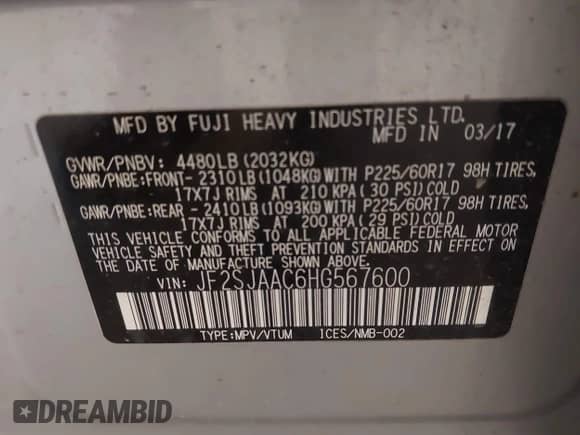 MFD BY FUJI HEAVY INDUSTRIES LTD.
MFD IN 03/17
GVWR/PNBV: 4480LB(2032KG)
GAWR/PNBE:FRONT- 2310LB(1048KG)WITH P225/60R17 98H TIRES,
17X7J RIMS AT 210 KPA( 30 PSI)COLD
GAWR/PNBE:REAR -2410LB(1093KG)WITH P225/60R17 98H TIRES,
17X7J RIMS AT 200 KPA( 29 PSI)COLD
THIS VEHICLE CONFORMS TO ALL APPLICABLE FEDERAL MOTOR
VEHICLE SAFETY AND THEFT PREVENTION STANDARDS IN EFFECT ON
THE DATE OF MANUFACTURE SHOWN ABOVE.
VIN: JF2SJAAC6HG567600
TYPE:MPV/VTUM ICES/NMB-002
DREAMBID